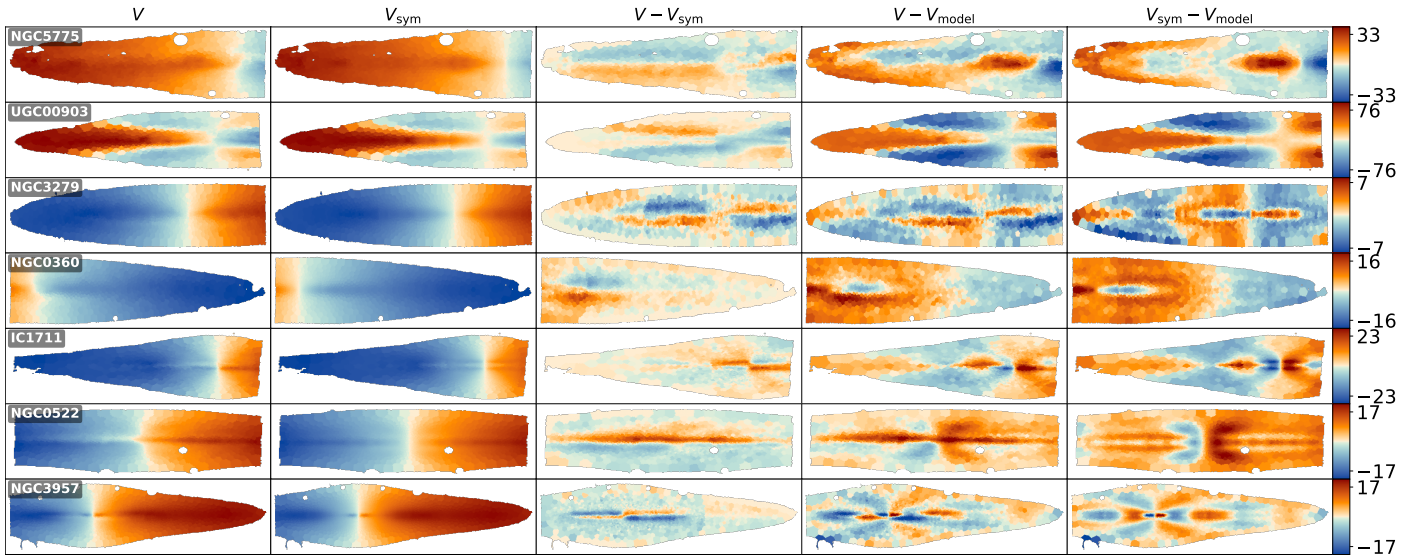 V V_sym V − V_sym V − V_model V_sym − V_model
NGC5775 33
−33
UGC00903 76
−76
NGC3279 7
−7
NGC0360 16
−16
IC1711 23
−23
NGC0522 17
−17
NGC3957 17
−17